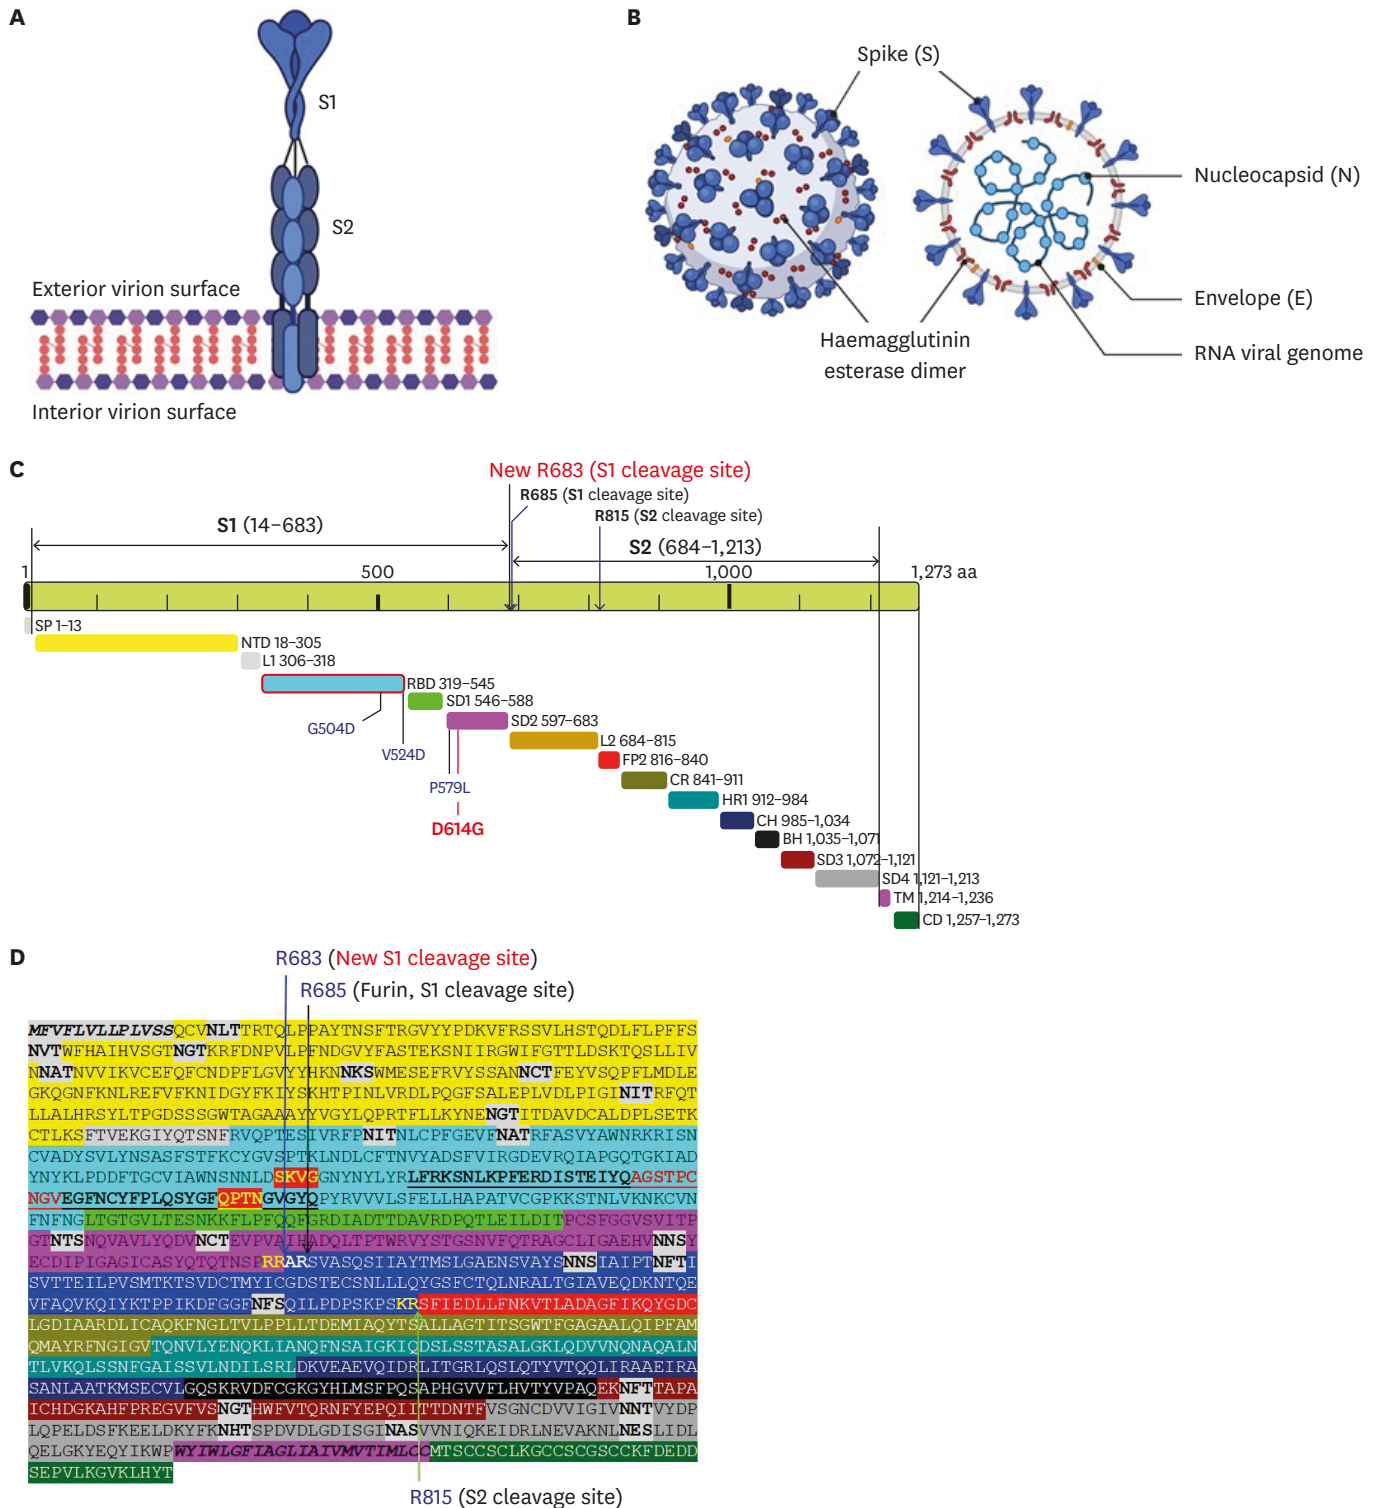 A
S1
S2
Exterior virion surface
Interior virion surface
B
Spike (S)
Nucleocapsid (N)
Envelope (E)
RNA viral genome
Haemagglutinin
esterase dimer
C
New R683 (S1 cleavage site)
R685 (S1 cleavage site)
R815 (S2 cleavage site)
S1 (14–683)
S2 (684–1,213)
1
500
1,000
1,273 aa
SP 1–13
NTD 18–305
L1 306–318
RBD 319–545
SD1 546–588
G504D
SD2 597–683
V524D
L2 684–815
FP2 816–840
P579L
CR 841–911
HR1 912–984
D614G
CH 985–1,034
BH 1,035–1,071
SD3 1,072–1,121
SD4 1,121–1,213
TM 1,214–1,236
CD 1,257–1,273
D
R683 (New S1 cleavage site)
R685 (Furin, S1 cleavage site)
MFVFLVLLPLVSSQCVNLTTRTQLPPAYTNSFTRGVYYPDKVFRSSVLHSTQDLFLPFFS
NVTWFHAIHVSGTNGTKRFDNPVLPFNDGVYFASTEKSNIIRGWIFGTTLDSKTQSLLIV
NNATNVVIKVCEFQFCNDPFLGVYYHKNNKSWMESEFRVYSSANNCTFEYVSQPFLMDLE
GKQGNFKNLREFVFKNIDGYFKIYSKHTPINLVRDLPQGFSALEPLVDLPIGINITRFQT
LLALHRSYLTPGDSSSGWTAGAAAYYVGYLQPRTFLLKYNENGTITDAVDCALDPLSETK
CTLKSFTVEKGIYQTSNFRVQPTESIVRFPNITNLCPFGEVFNATRFASVYAWNRKRISN
CVADYSVLYNSASFSTFKCYGVSPTKLNDLCFTNVYADSFVIRGDEVRQIAPGQTGKIAD
YNYKLPDDFTGCVIAWNSNNLDSKVGGNYNYLYRLFRKSNLKPFERDISTEIYQAGSTPC
NGVEGFNCYFPLQSYGFQPTNGVGYQPYRVVVLSFELLHAPATVCGPKKSTNLVKNKCVN
FNFNGLTGTGVLTESNKKFLPFQQFGRDIADTTDAVRDPQTLEILDITPCSFGGVSVITP
GTNTSNQVAVLYQDVNCTEVPVAIHADQLTPTWRVYSTGSNVFQTRAGCLIGAEHVNNSY
ECDIPIGAGICASYQTQTNSPRRARSVASQSIIAYTMSLGAENSVAYSNNSIAIPTNFTI
SVTTEILPVSMTKTSVDCTMYICGDSTECSNLLLQYGSFCTQLNRALTGIAVEQDKNTQE
VFAQVKQIYKTPPIKDFGGFNFSQILPDPSKPSKRSFIEDLLFNKVTLADAGFIKQYGDC
LGDIAARDLICAQKFNGLTVLPPLLTDEMIAQYTSALLAGTITSGWTFGAGAALQIPFAM
QMAYRFNGIGVTQNVLYENQKLIANQFNSAIGKIQDSLSSTASALGKLQDVVNQNAQALN
TLVKQLSSNFGAISSVLNDILSRLDKVEAEVQIDRLITGRLQSLQTYVTQQLIRAAEIRA
SANLAATKMSECVLGQSKRVDFCGKGYHLMSFPQSAPHGVVFLHVTYVPAQEKNFTTAPA
ICHDGKAHFPREGVFVSNGTHWFVTQRNFYEPQIITTDNTFVSGNCDVVIGIVNNTVYDP
LQPELDSFKEELDKYFKNHTSPDVDLGDISGINASVVNIQKEIDRLNEVAKNLNESLIDL
QELGKYEQYIKWPWYIWLGFIAGLIAIVMVTIMLCCMTSCCSCLKGCCSCGSCCKFDEDD
SEPVLKGVKLHYT
R815 (S2 cleavage site)